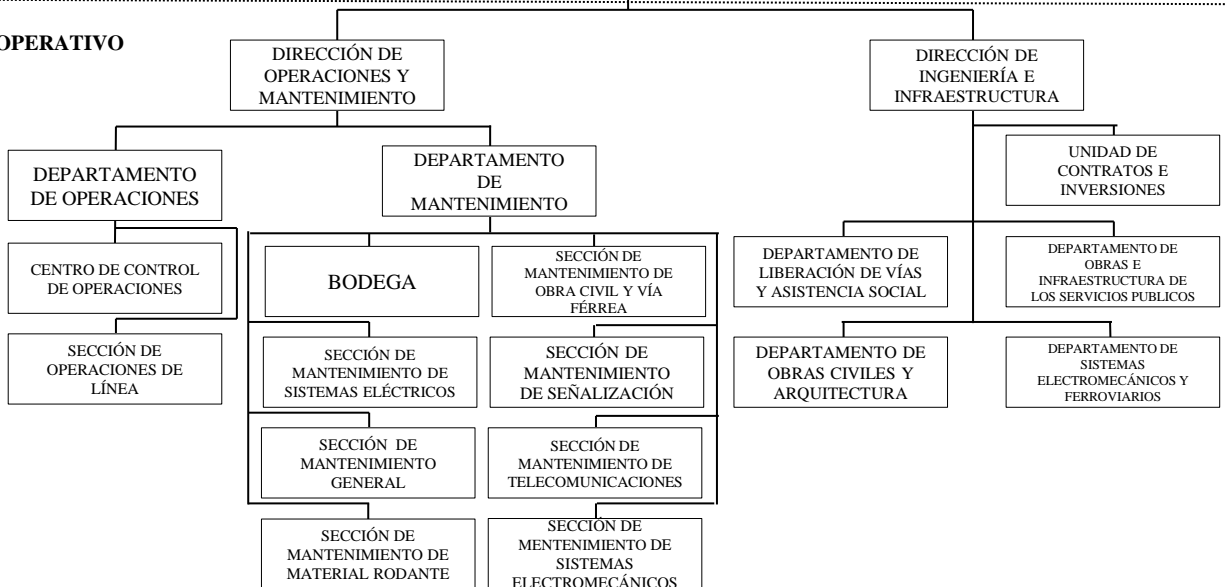 OPERATIVO
DIRECCIÓN DE
OPERACIONES Y
MANTENIMIENTO
DIRECCIÓN DE
INGENIERÍA E
INFRAESTRUCTURA
DEPARTAMENTO
DE OPERACIONES
DEPARTAMENTO
DE
MANTENIMIENTO
UNIDAD DE
CONTRATOS E
INVERSIONES
CENTRO DE CONTROL
DE OPERACIONES
BODEGA
SECCIÓN DE
MANTENIMIENTO DE
OBRA CIVIL Y VÍA
FÉRREA
DEPARTAMENTO DE
LIBERACIÓN DE VÍAS
Y ASISTENCIA SOCIAL
DEPARTAMENTO DE
OBRAS E
INFRAESTRUCTURA DE
LOS SERVICIOS PUBLICOS
SECCIÓN DE
OPERACIONES DE
LÍNEA
SECCIÓN DE
MANTENIMIENTO DE
SISTEMAS ELÉCTRICOS
SECCIÓN DE
MANTENIMIENTO
DE SEÑALIZACIÓN
DEPARTAMENTO DE
OBRAS CIVILES Y
ARQUITECTURA
DEPARTAMENTO DE
SISTEMAS
ELECTROMECÁNICOS Y
FERROVIARIOS
SECCIÓN DE
MANTENIMIENTO
GENERAL
SECCIÓN DE
MANTENIMIENTO DE
TELECOMUNICACIONES
SECCIÓN DE
MANTENIMIENTO DE
MATERIAL RODANTE
SECCIÓN DE
MENTENIMIENTO DE
SISTEMAS
ELECTROMECÁNICOS